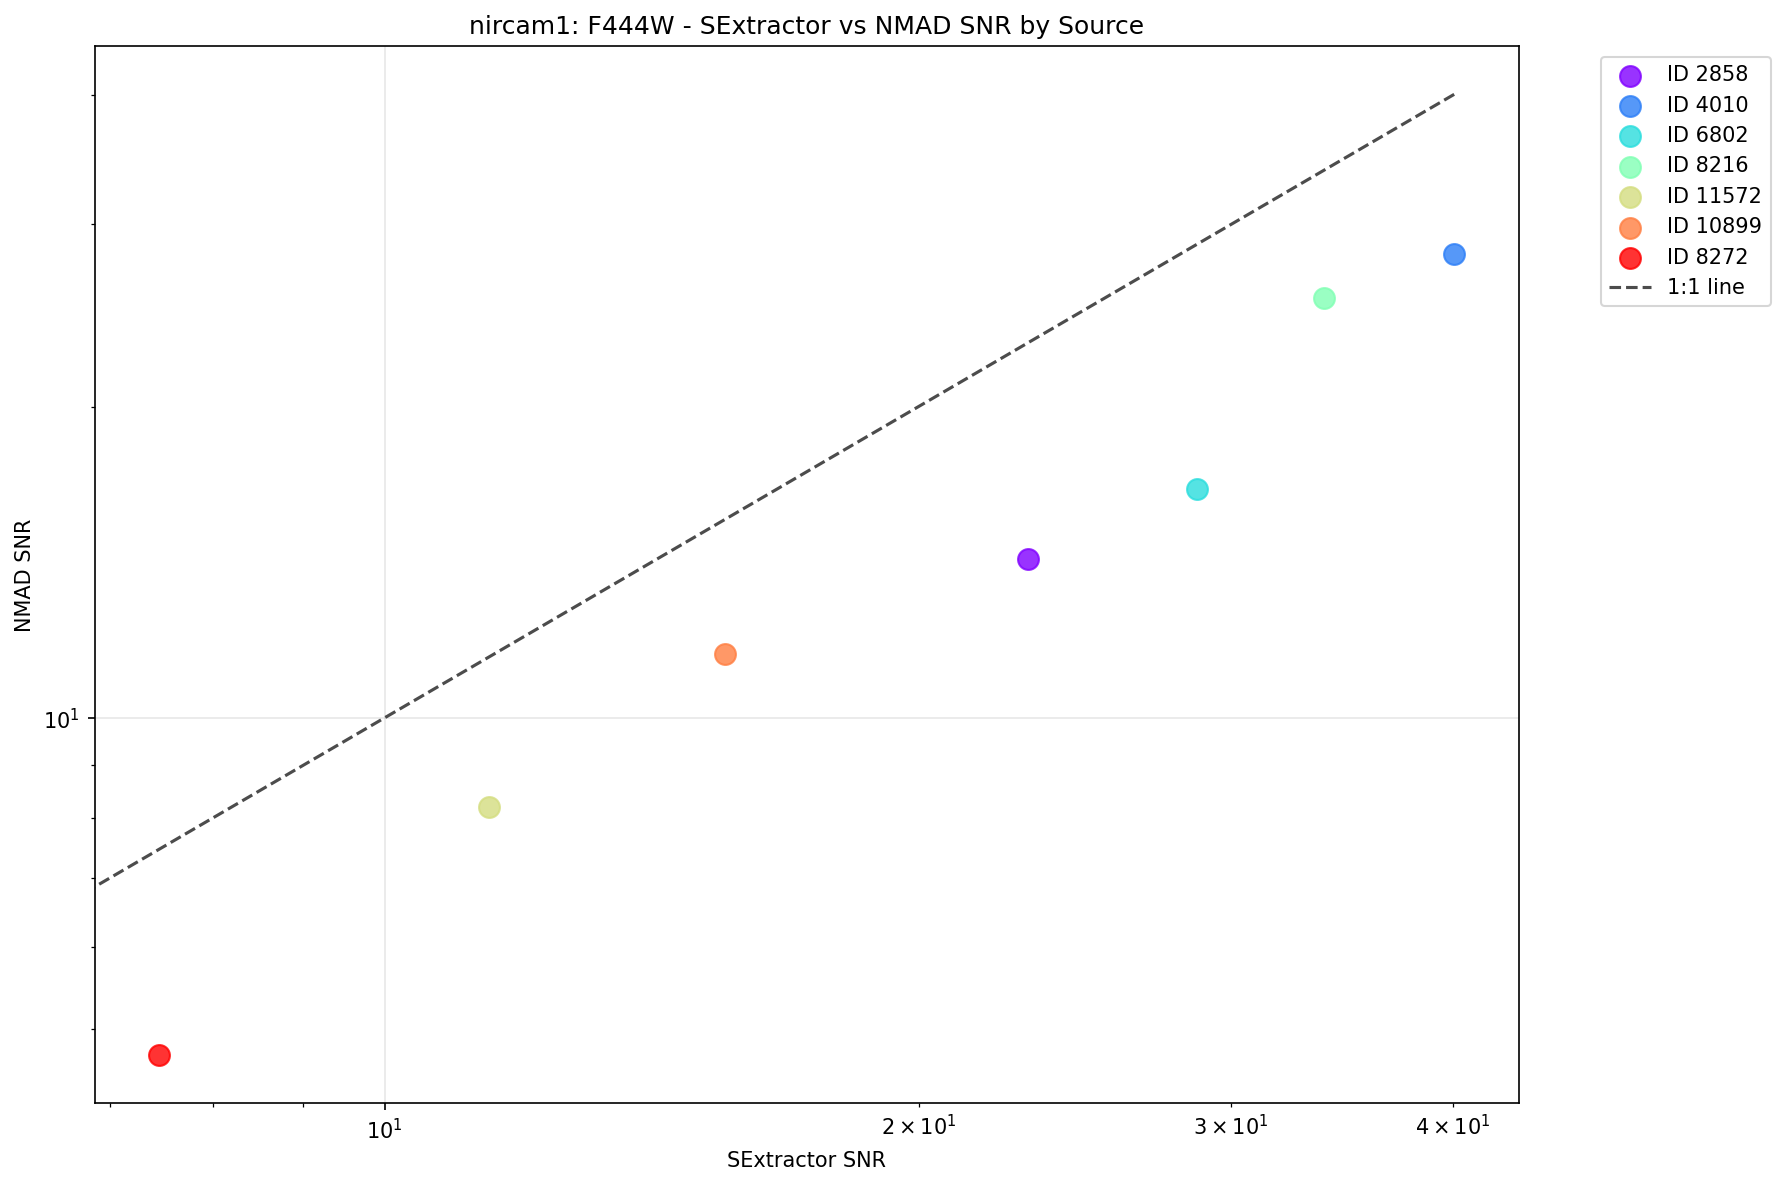 nircam1: F444W - SExtractor vs NMAD SNR by Source
ID 2858
ID 4010
ID 6802
ID 8216
ID 11572
ID 10899
ID 8272
1:1 line
NMAD SNR
10¹
10¹
2 × 10¹
3 × 10¹
4 × 10¹
SExtractor SNR